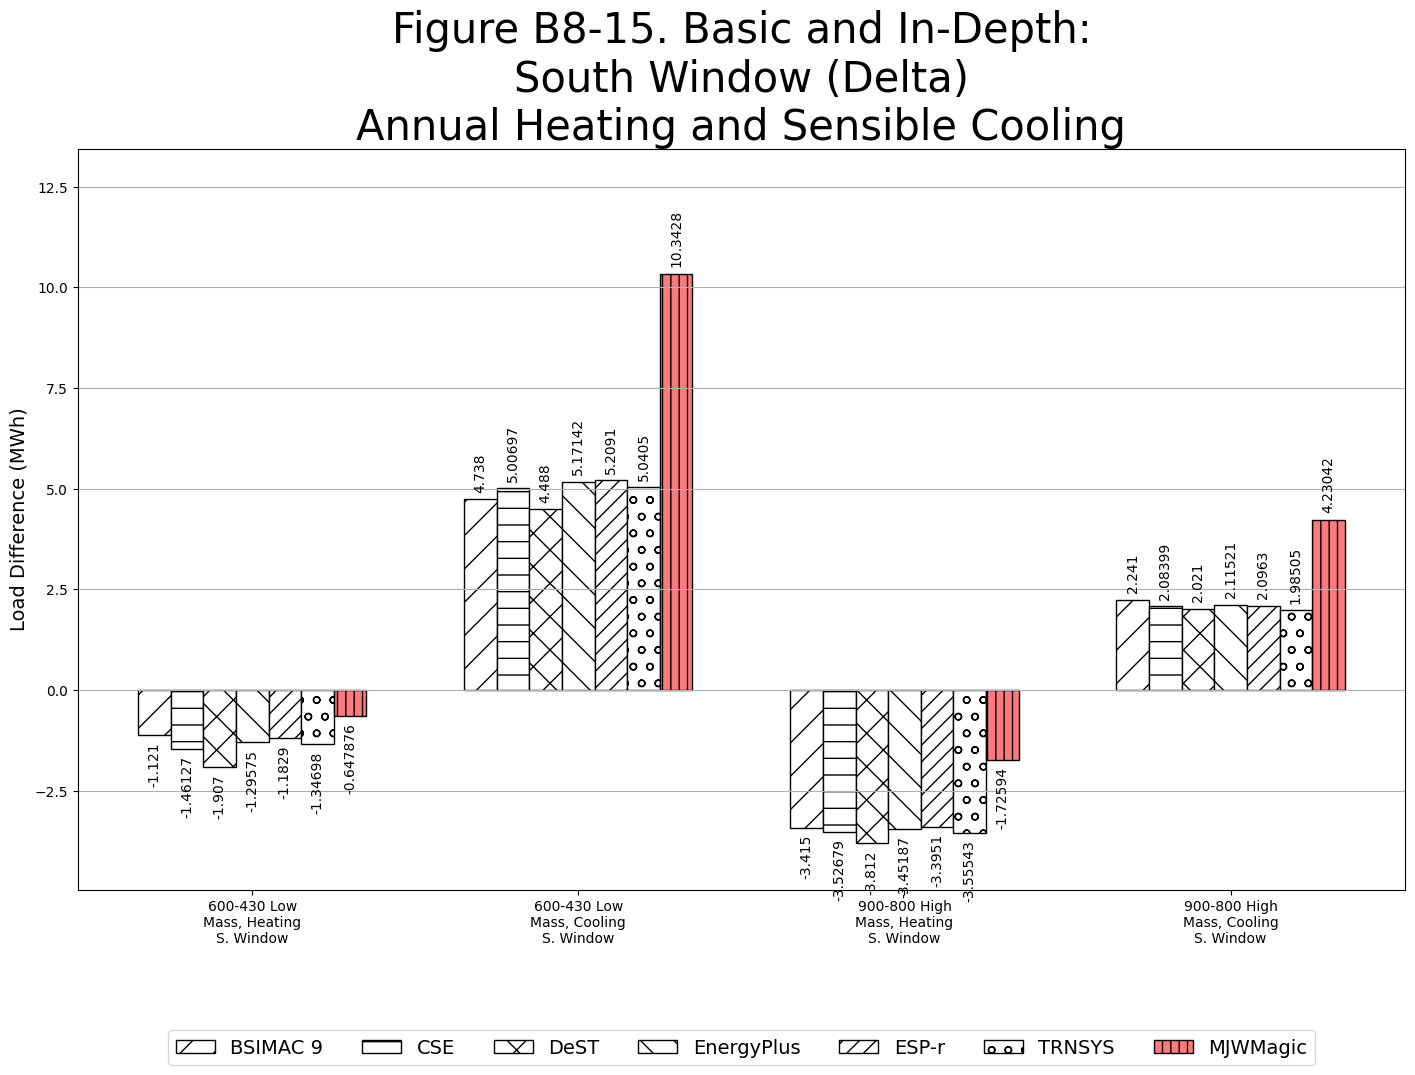 Figure B8-15. Basic and In-Depth:
South Window (Delta)
Annual Heating and Sensible Cooling
Load Difference (MWh)
12.5
10.0
7.5
5.0
2.5
0.0
−2.5
-1.121
-1.46127
-1.907
-1.29575
-1.1829
-1.34698
-0.647876
4.738
5.00697
4.488
5.17142
5.2091
5.0405
10.3428
-3.415
-3.52679
-3.812
-3.45187
-3.3951
-3.55543
-1.72594
2.241
2.08399
2.021
2.11521
2.0963
1.98505
4.23042
600-430 Low
Mass, Heating
S. Window
600-430 Low
Mass, Cooling
S. Window
900-800 High
Mass, Heating
S. Window
900-800 High
Mass, Cooling
S. Window
BSIMAC 9
CSE
DeST
EnergyPlus
ESP-r
TRNSYS
MJWMagic